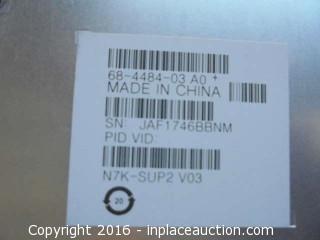 68-4484-03 A0 +
MADE IN CHINA
SN: JAF1746BBNM
PID VID:
N7K-SUP2 V03
20
Copyright 2016 - inplaceauction.com